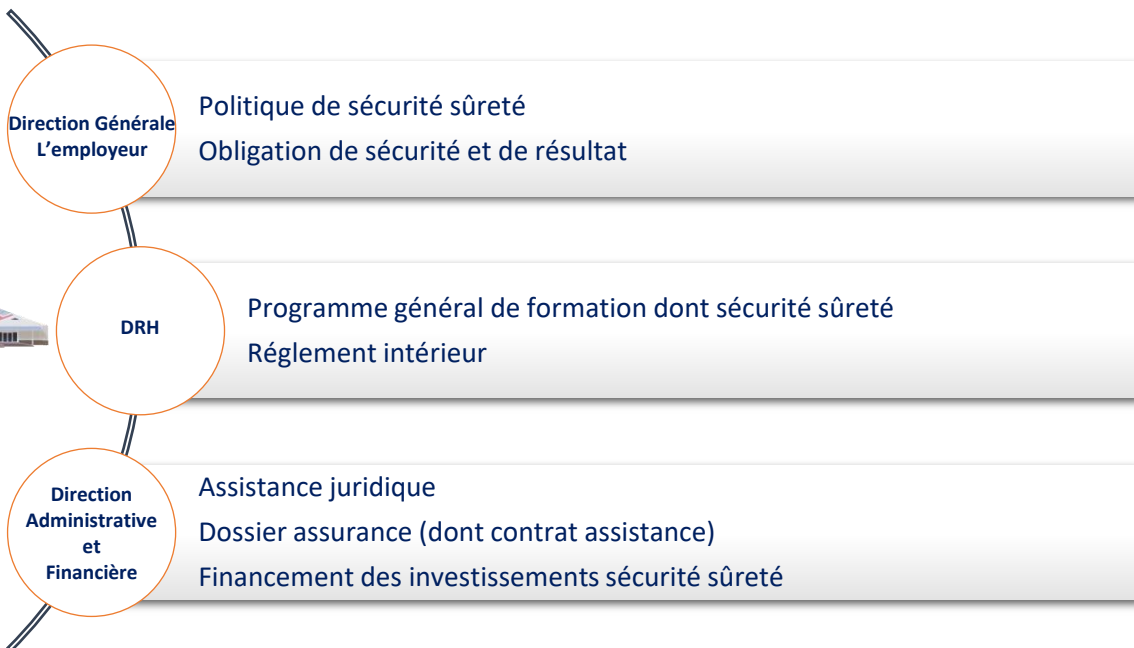 Direction Générale
L'employeur
Politique de sécurité sûreté
Obligation de sécurité et de résultat
DRH
Programme général de formation dont sécurité sûreté
Réglement intérieur
Direction
Administrative
et
Financière
Assistance juridique
Dossier assurance (dont contrat assistance)
Financement des investissements sécurité sûreté